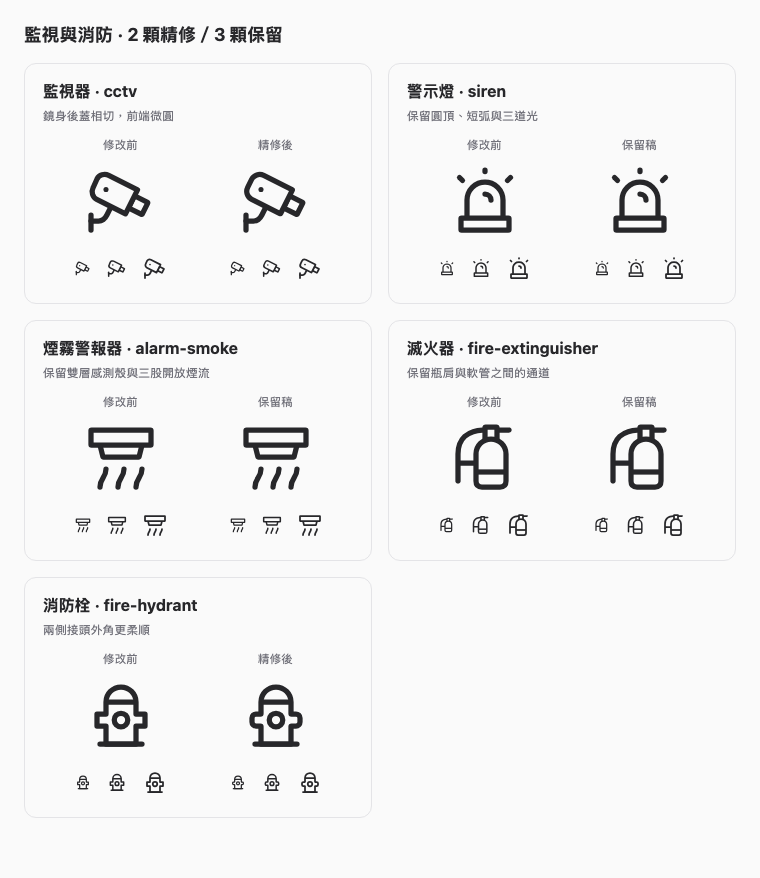 監視與消防 · 2 顆精修 / 3 顆保留
監視器 · cctv
鏡身後蓋相切，前端微圓
修改前
精修後
警示燈 · siren
保留圓頂、短弧與三道光
修改前
保留稿
煙霧警報器 · alarm-smoke
保留雙層感測殼與三股開放煙流
修改前
保留稿
滅火器 · fire-extinguisher
保留瓶肩與軟管之間的通道
修改前
保留稿
消防栓 · fire-hydrant
兩側接頭外角更柔順
修改前
精修後